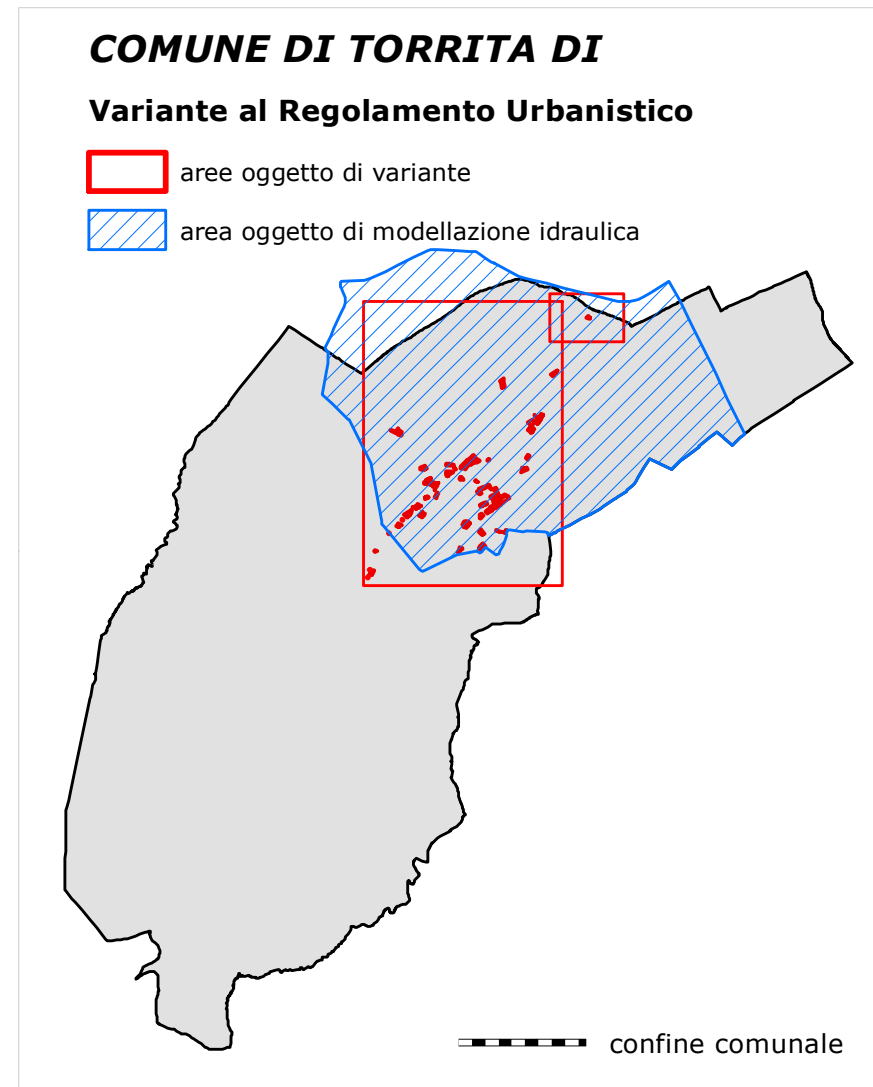 COMUNE DI TORRITA DI
Variante al Regolamento Urbanistico
aree oggetto di variante
area oggetto di modellazione idraulica
confine comunale